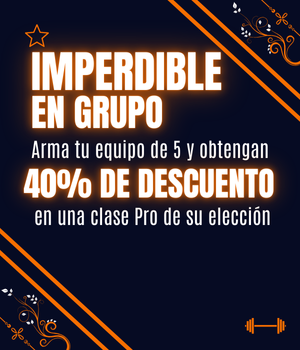 IMPERDIBLE
EN GRUPO
Arma tu equipo de 5 y obtengan
40% DE DESCUENTO
en una clase Pro de su elección